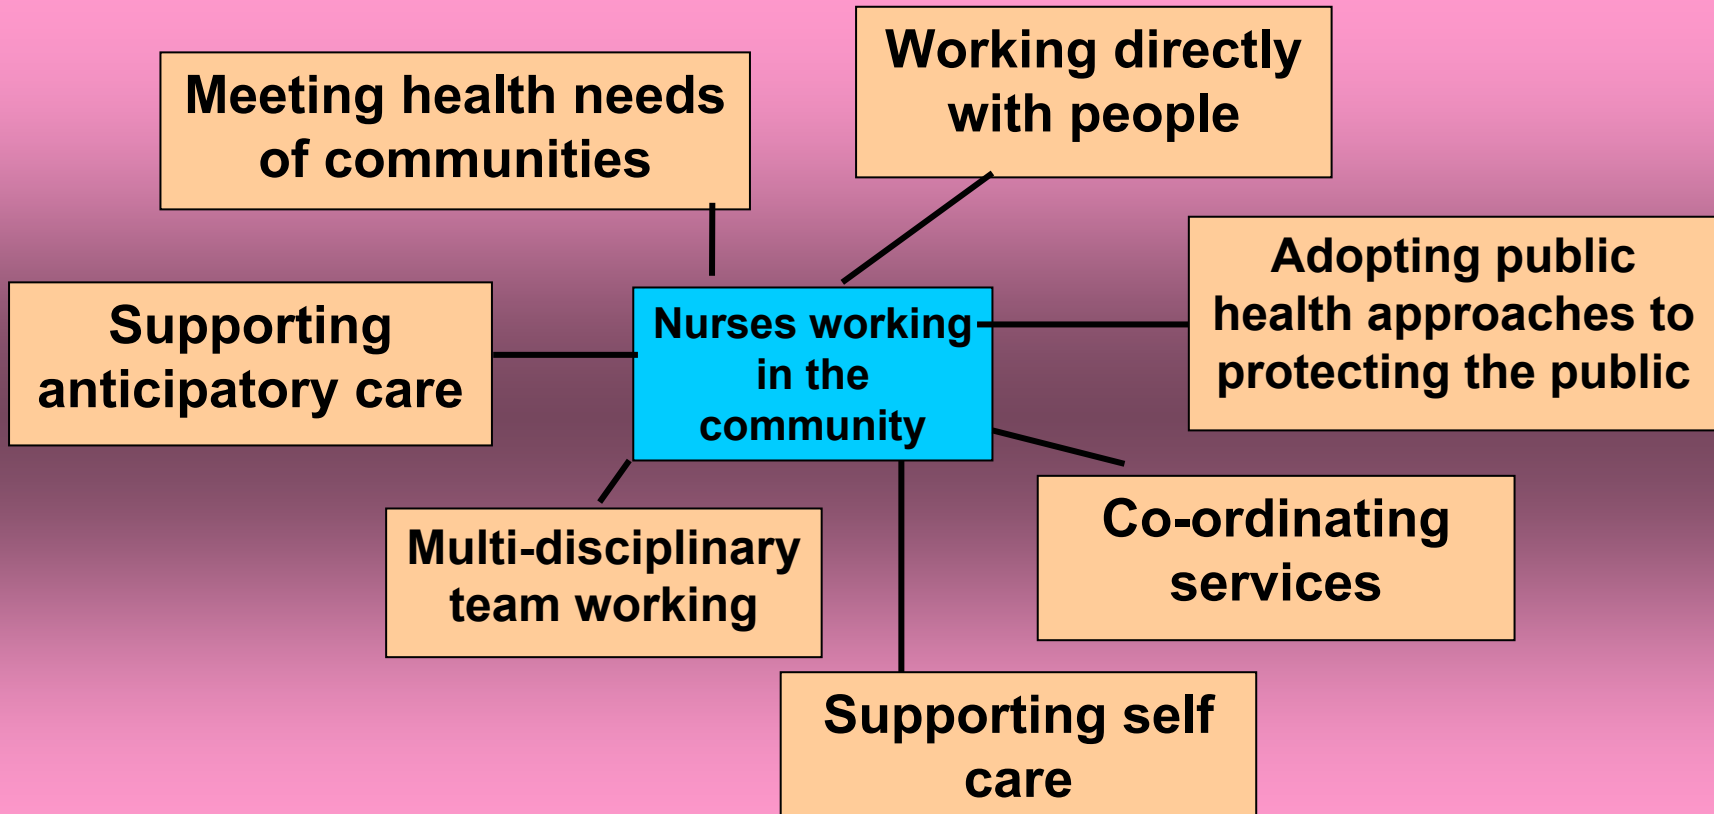 Meeting health needs
of communities
Working directly
with people
Adopting public
health approaches to
protecting the public
Supporting
anticipatory care
Nurses working
in the
community
Co-ordinating
services
Multi-disciplinary
team working
Supporting self
care